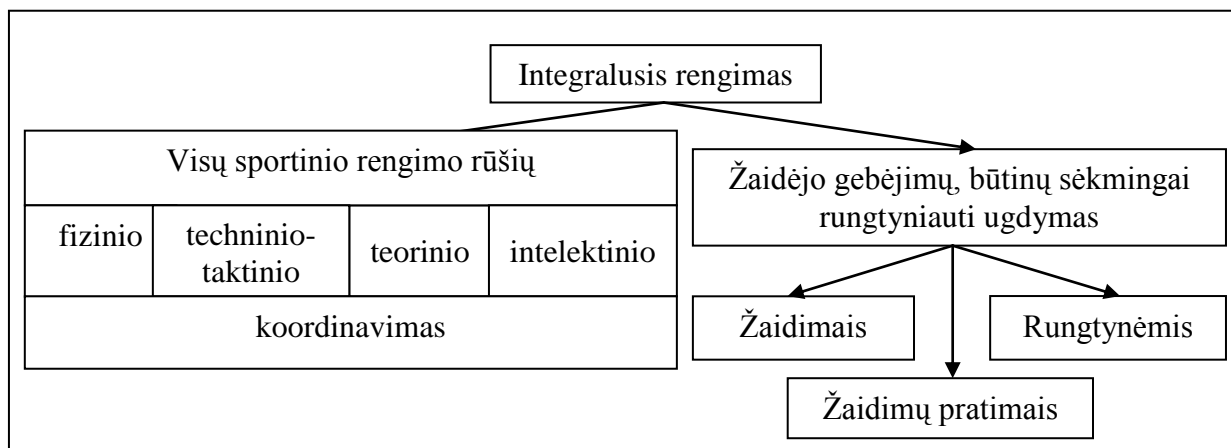 Integralusis rengimas
Visų sportinio rengimo rūšių
fizinio
techninio-
taktinio
teorinio
intelektinio
koordinavimas
Žaidėjo gebėjimų, būtinų sėkmingai
rungtyniauti ugdymas
Žaidimais
Rungtynėmis
Žaidimų pratimais